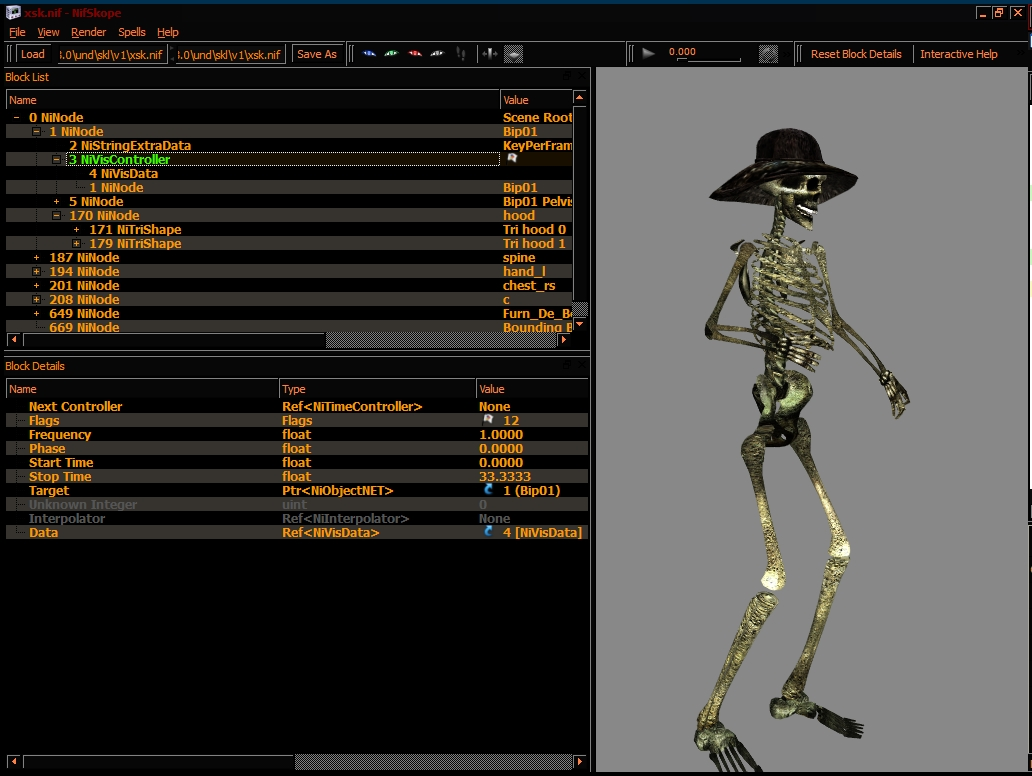 xsk.nif - NifSkope
File View Render Spells Help
Load 3.0\und\skl\v1\xsk.nif 3.0\und\skl\v1\xsk.nif Save As 0.000 Reset Block Details Interactive Help
Block List
Name Value
0 NiNode Scene Root
1 NiNode Bip01
2 NiStringExtraData KeyPerFram
3 NiVisController
4 NiVisData
1 NiNode Bip01
5 NiNode Bip01 Pelvis
170 NiNode hood
171 NiTriShape Tri hood 0
179 NiTriShape Tri hood 1
187 NiNode spine
194 NiNode hand_l
201 NiNode chest_rs
208 NiNode c
649 NiNode Furn_De_Be
669 NiNode Bounding B
Block Details
Name Type Value
Next Controller Ref<NiTimeController> None
Flags Flags 12
Frequency float 1.0000
Phase float 0.0000
Start Time float 0.0000
Stop Time float 33.3333
Target Ptr<NiObjectNET> 1 (Bip01)
Unknown Integer uint 0
Interpolator Ref<NiInterpolator> None
Data Ref<NiVisData> 4 [NiVisData]